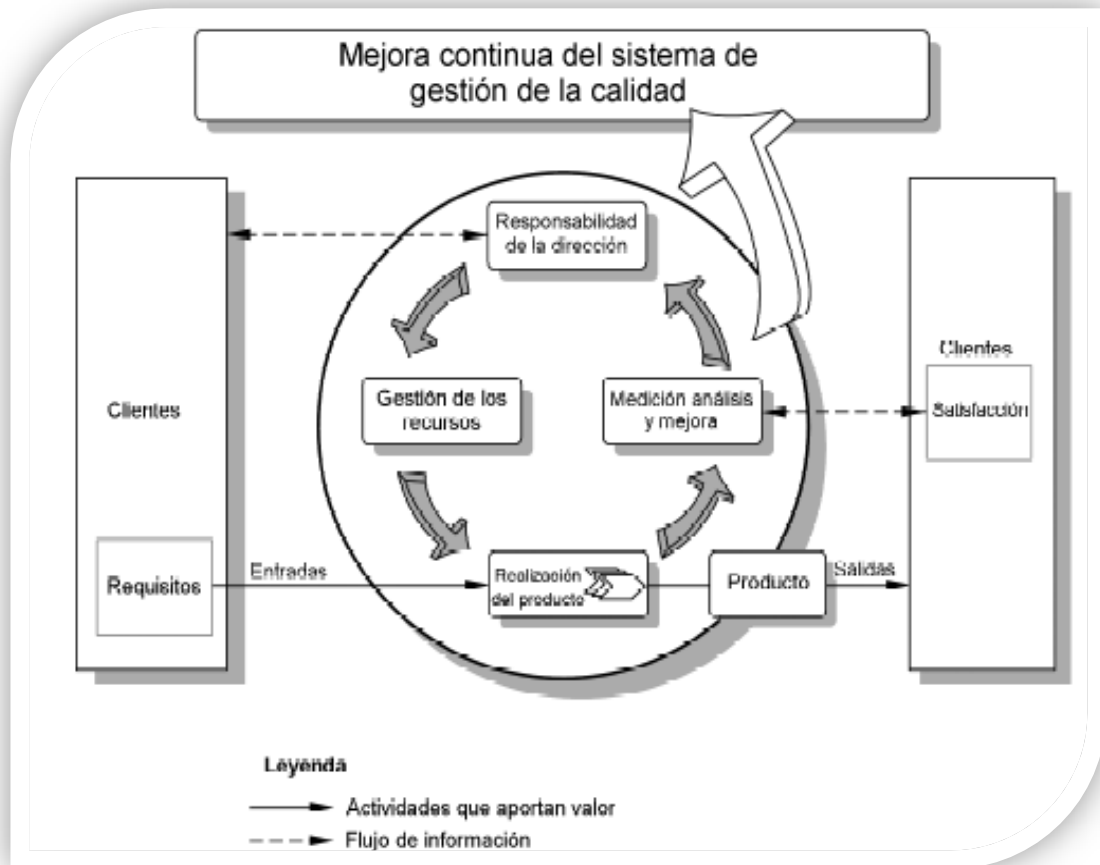 Mejora continua del sistema de
gestión de la calidad
Responsabilidad
de la dirección
Clientes
Gestión de los
recursos
Medición análisis
y mejora
Clientes
Satisfacción
Requisitos
Entradas
Realización
del producto
Producto
Salidas
Leyenda
Actividades que aportan valor
Flujo de información